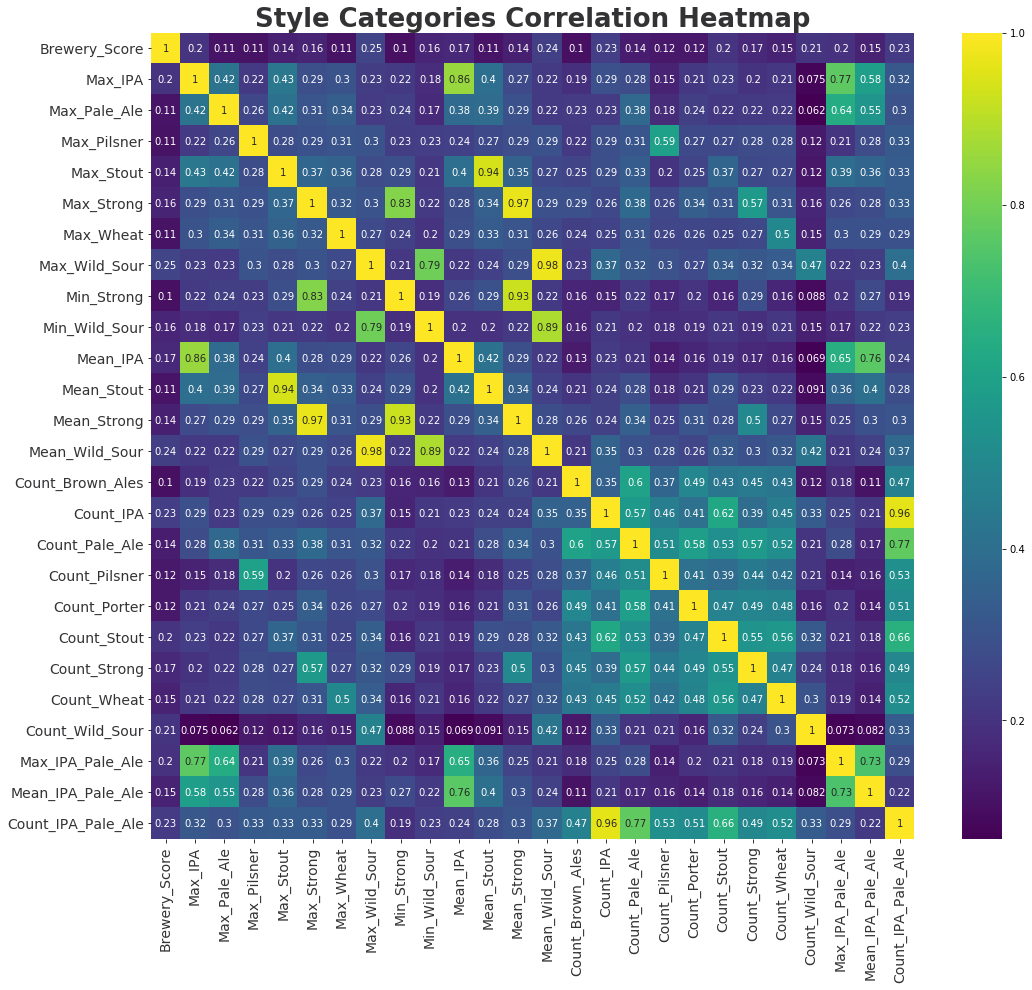 Style Categories Correlation Heatmap
Brewery_Score 1 0.2 0.11 0.11 0.14 0.16 0.11 0.25 0.1 0.16 0.17 0.11 0.14 0.24 0.1 0.23 0.14 0.12 0.12 0.2 0.17 0.15 0.21 0.2 0.15 0.23
Max_IPA 0.2 1 0.42 0.22 0.43 0.29 0.3 0.23 0.22 0.18 0.86 0.4 0.27 0.22 0.19 0.29 0.28 0.15 0.21 0.23 0.2 0.21 0.075 0.77 0.58 0.32
Max_Pale_Ale 0.11 0.42 1 0.26 0.42 0.31 0.34 0.23 0.24 0.17 0.38 0.39 0.29 0.22 0.23 0.23 0.38 0.18 0.24 0.22 0.22 0.22 0.062 0.64 0.55 0.3
Max_Pilsner 0.11 0.22 0.26 1 0.28 0.29 0.31 0.3 0.23 0.23 0.24 0.27 0.29 0.29 0.22 0.29 0.31 0.59 0.27 0.27 0.28 0.28 0.12 0.21 0.28 0.33
Max_Stout 0.14 0.43 0.42 0.28 1 0.37 0.36 0.28 0.29 0.21 0.4 0.94 0.35 0.27 0.25 0.29 0.33 0.2 0.25 0.37 0.27 0.27 0.12 0.39 0.36 0.33
Max_Strong 0.16 0.29 0.31 0.29 0.37 1 0.32 0.3 0.83 0.22 0.28 0.34 0.97 0.29 0.29 0.26 0.38 0.26 0.34 0.31 0.57 0.31 0.16 0.26 0.28 0.33
Max_Wheat 0.11 0.3 0.34 0.31 0.36 0.32 1 0.27 0.24 0.2 0.29 0.33 0.31 0.26 0.24 0.25 0.31 0.26 0.26 0.25 0.27 0.5 0.15 0.3 0.29 0.29
Max_Wild_Sour 0.25 0.23 0.23 0.3 0.28 0.3 0.27 1 0.21 0.79 0.22 0.24 0.29 0.98 0.23 0.37 0.32 0.3 0.27 0.34 0.32 0.34 0.47 0.22 0.23 0.4
Min_Strong 0.1 0.22 0.24 0.23 0.29 0.83 0.24 0.21 1 0.19 0.26 0.29 0.93 0.22 0.16 0.15 0.22 0.17 0.2 0.16 0.29 0.16 0.088 0.2 0.27 0.19
Min_Wild_Sour 0.16 0.18 0.17 0.23 0.21 0.22 0.2 0.79 0.19 1 0.2 0.2 0.22 0.89 0.16 0.21 0.2 0.18 0.19 0.21 0.19 0.21 0.15 0.17 0.22 0.23
Mean_IPA 0.17 0.86 0.38 0.24 0.4 0.28 0.29 0.22 0.26 0.2 1 0.42 0.29 0.22 0.13 0.23 0.21 0.14 0.16 0.19 0.17 0.16 0.069 0.65 0.76 0.24
Mean_Stout 0.11 0.4 0.39 0.27 0.94 0.34 0.33 0.24 0.29 0.2 0.42 1 0.34 0.24 0.21 0.24 0.28 0.18 0.21 0.29 0.23 0.22 0.091 0.36 0.4 0.28
Mean_Strong 0.14 0.27 0.29 0.29 0.35 0.97 0.31 0.29 0.93 0.22 0.29 0.34 1 0.28 0.26 0.24 0.34 0.25 0.31 0.28 0.5 0.27 0.15 0.25 0.3 0.3
Mean_Wild_Sour 0.24 0.22 0.22 0.29 0.27 0.29 0.26 0.98 0.22 0.89 0.22 0.24 0.28 1 0.21 0.35 0.3 0.28 0.26 0.32 0.3 0.32 0.42 0.21 0.24 0.37
Count_Brown_Ales 0.1 0.19 0.23 0.22 0.25 0.29 0.24 0.23 0.16 0.16 0.13 0.21 0.26 0.21 1 0.35 0.6 0.37 0.49 0.43 0.45 0.43 0.12 0.18 0.11 0.47
Count_IPA 0.23 0.29 0.23 0.29 0.29 0.26 0.25 0.37 0.15 0.21 0.23 0.24 0.24 0.35 0.35 1 0.57 0.46 0.41 0.62 0.39 0.45 0.33 0.25 0.21 0.96
Count_Pale_Ale 0.14 0.28 0.38 0.31 0.33 0.38 0.31 0.32 0.22 0.2 0.21 0.28 0.34 0.3 0.6 0.57 1 0.51 0.58 0.53 0.57 0.52 0.21 0.28 0.17 0.77
Count_Pilsner 0.12 0.15 0.18 0.59 0.2 0.26 0.26 0.3 0.17 0.18 0.14 0.18 0.25 0.28 0.37 0.46 0.51 1 0.41 0.39 0.44 0.42 0.21 0.14 0.16 0.53
Count_Porter 0.12 0.21 0.24 0.27 0.25 0.34 0.26 0.27 0.2 0.19 0.16 0.21 0.31 0.26 0.49 0.41 0.58 0.41 1 0.47 0.49 0.48 0.16 0.2 0.14 0.51
Count_Stout 0.2 0.23 0.22 0.27 0.37 0.31 0.25 0.34 0.16 0.21 0.19 0.29 0.28 0.32 0.43 0.62 0.53 0.39 0.47 1 0.55 0.56 0.32 0.21 0.18 0.66
Count_Strong 0.17 0.2 0.22 0.28 0.27 0.57 0.27 0.32 0.29 0.19 0.17 0.23 0.5 0.3 0.45 0.39 0.57 0.44 0.49 0.55 1 0.47 0.24 0.18 0.16 0.49
Count_Wheat 0.15 0.21 0.22 0.28 0.27 0.31 0.5 0.34 0.16 0.21 0.16 0.22 0.27 0.32 0.43 0.45 0.52 0.42 0.48 0.56 0.47 1 0.3 0.19 0.14 0.52
Count_Wild_Sour 0.21 0.075 0.062 0.12 0.12 0.16 0.15 0.47 0.088 0.15 0.069 0.091 0.15 0.42 0.12 0.33 0.21 0.21 0.16 0.32 0.24 0.3 1 0.073 0.082 0.33
Max_IPA_Pale_Ale 0.2 0.77 0.64 0.21 0.39 0.26 0.3 0.22 0.2 0.17 0.65 0.36 0.25 0.21 0.18 0.25 0.28 0.14 0.2 0.21 0.18 0.19 0.073 1 0.73 0.29
Mean_IPA_Pale_Ale 0.15 0.58 0.55 0.28 0.36 0.28 0.29 0.23 0.27 0.22 0.76 0.4 0.3 0.24 0.11 0.21 0.17 0.16 0.14 0.18 0.16 0.14 0.082 0.73 1 0.22
Count_IPA_Pale_Ale 0.23 0.32 0.3 0.33 0.33 0.33 0.29 0.4 0.19 0.23 0.24 0.28 0.3 0.37 0.47 0.96 0.77 0.53 0.51 0.66 0.49 0.52 0.33 0.29 0.22 1
Brewery_Score
Max_IPA
Max_Pale_Ale
Max_Pilsner
Max_Stout
Max_Strong
Max_Wheat
Max_Wild_Sour
Min_Strong
Min_Wild_Sour
Mean_IPA
Mean_Stout
Mean_Strong
Mean_Wild_Sour
Count_Brown_Ales
Count_IPA
Count_Pale_Ale
Count_Pilsner
Count_Porter
Count_Stout
Count_Strong
Count_Wheat
Count_Wild_Sour
Max_IPA_Pale_Ale
Mean_IPA_Pale_Ale
Count_IPA_Pale_Ale
1.0
0.8
0.6
0.4
0.2